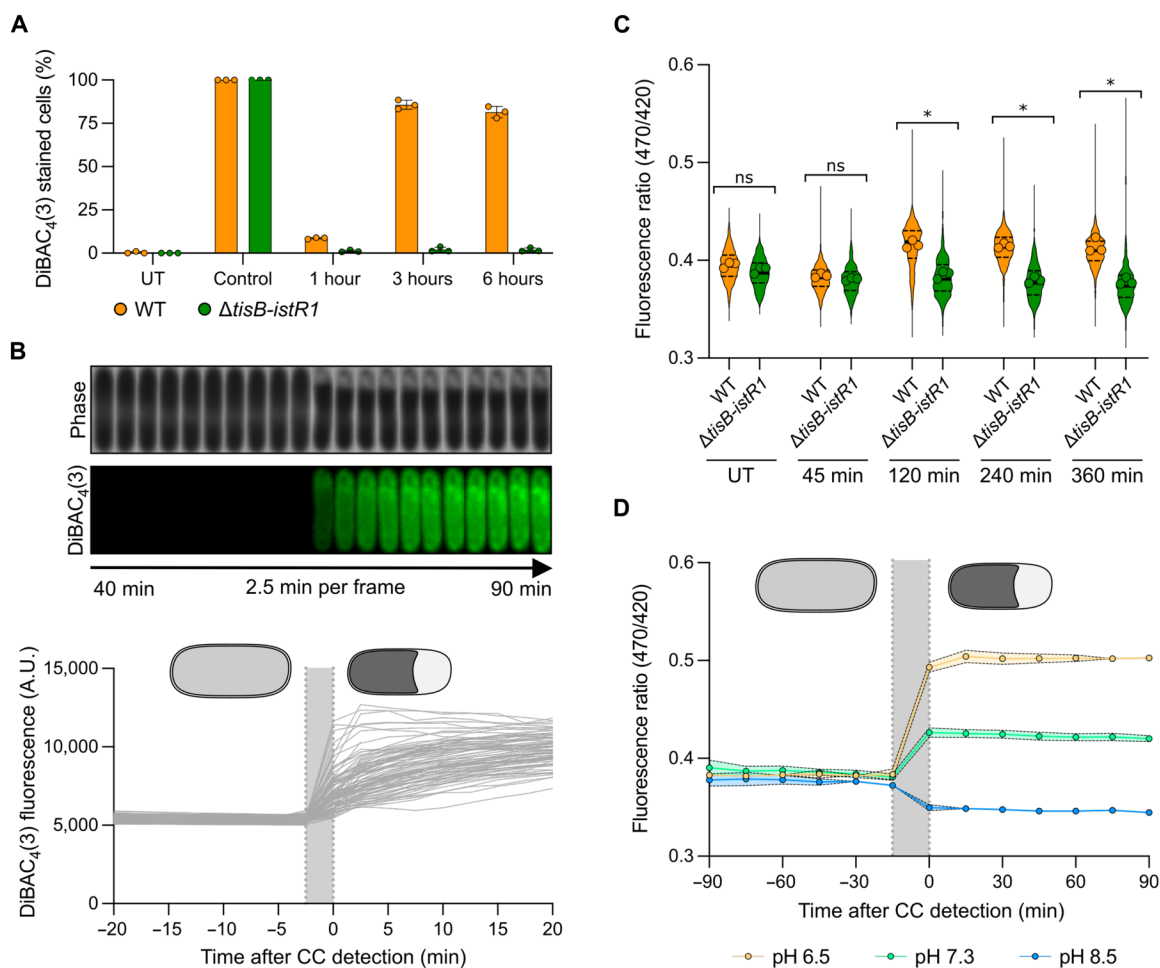 A
DiBAC4(3) stained cells (%)
100
75
50
25
0
UT
Control
1 hour
3 hours
6 hours
WT
ΔtisB-istR1
B
Phase
DiBAC4(3)
40 min
2.5 min per frame
90 min
DiBAC4(3) fluorescence (A.U.)
15,000
10,000
5,000
0
−20
−15
−10
−5
0
5
10
15
20
Time after CC detection (min)
C
Fluorescence ratio (470/420)
0.6
0.5
0.4
0.3
ns
ns
*
*
*
WT
ΔtisB-istR1
WT
ΔtisB-istR1
WT
ΔtisB-istR1
WT
ΔtisB-istR1
WT
ΔtisB-istR1
UT
45 min
120 min
240 min
360 min
D
Fluorescence ratio (470/420)
0.6
0.5
0.4
0.3
−90
−60
−30
0
30
60
90
Time after CC detection (min)
pH 6.5
pH 7.3
pH 8.5